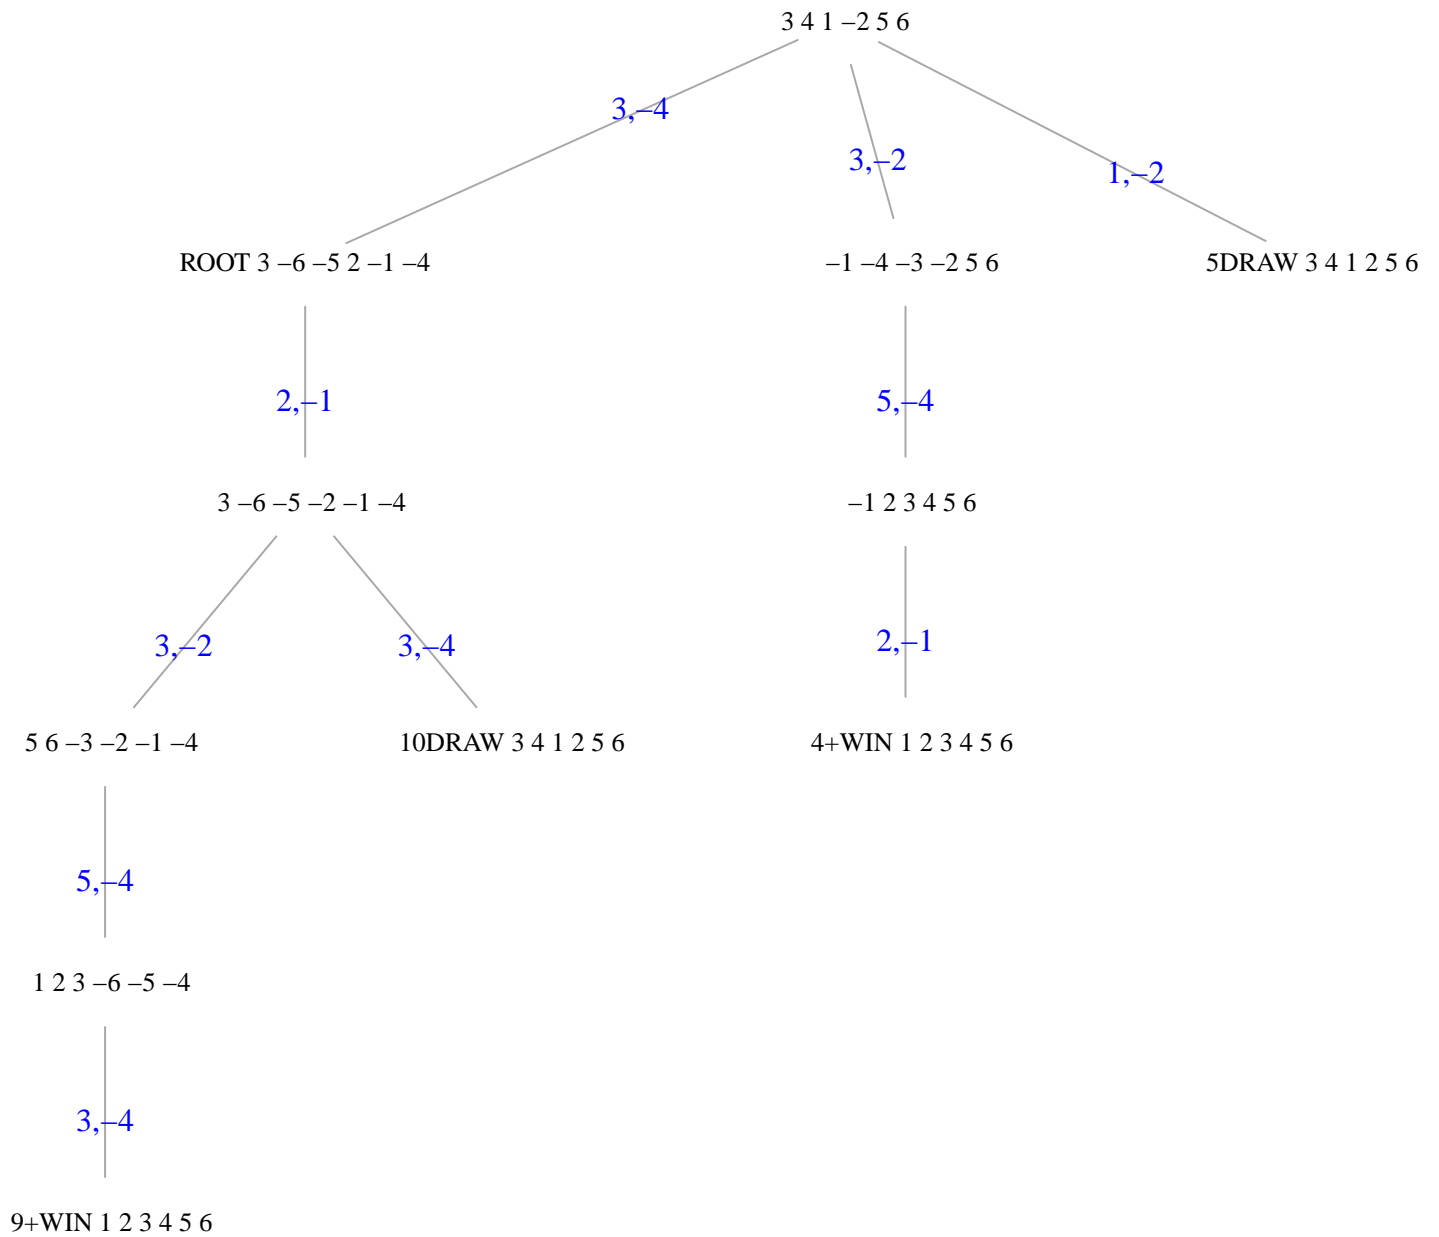 3 4 1 –2 5 6
3,–4
3,–2
1,–2
ROOT 3 –6 –5 2 –1 –4
–1 –4 –3 –2 5 6
5DRAW 3 4 1 2 5 6
2,–1
5,–4
3 –6 –5 –2 –1 –4
–1 2 3 4 5 6
3,–2
3,–4
2,–1
5 6 –3 –2 –1 –4
10DRAW 3 4 1 2 5 6
4+WIN 1 2 3 4 5 6
5,–4
1 2 3 –6 –5 –4
3,–4
9+WIN 1 2 3 4 5 6